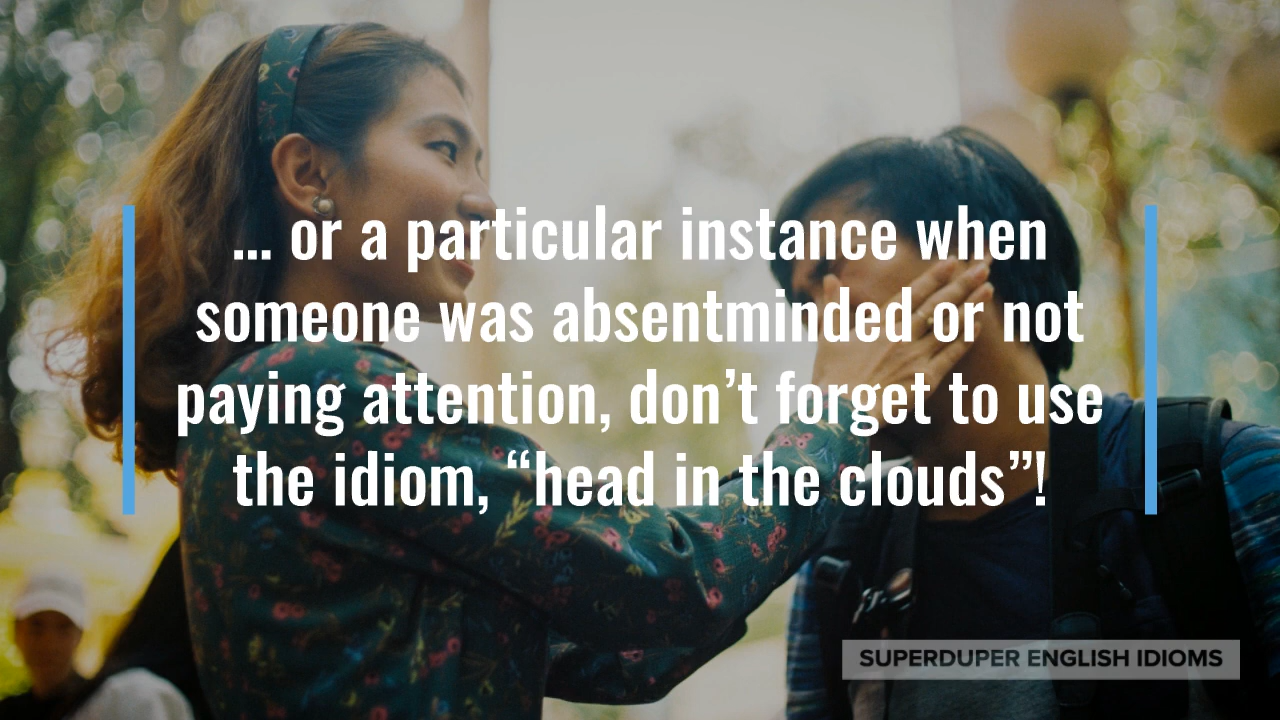 ... or a particular instance when
someone was absentminded or not
paying attention, don’t forget to use
the idiom, “head in the clouds”!
SUPERDUPER ENGLISH IDIOMS